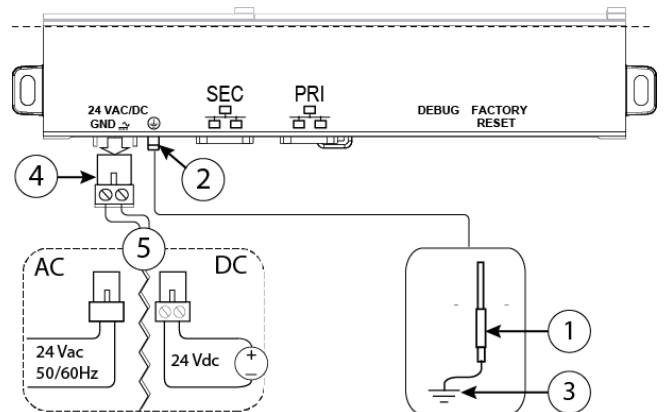 24 VAC/DC
GND
SEC
PRI
DEBUG
FACTORY
RESET
4
2
5
AC
DC
24 Vac
50/60Hz
24 Vdc
+
–
1
3